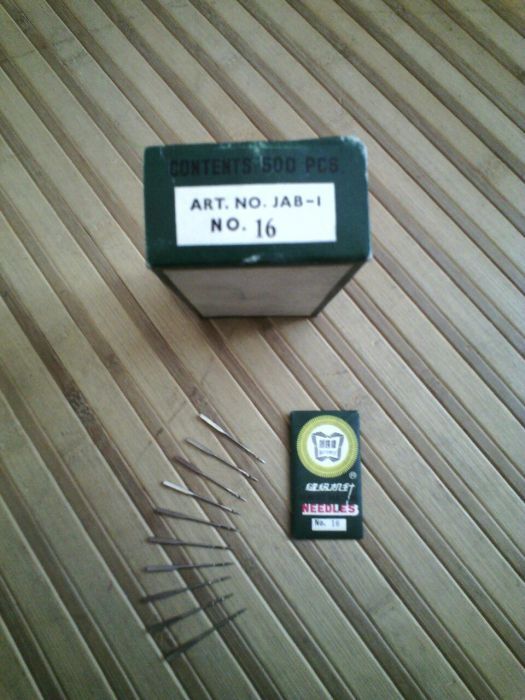 CONTENTS 500 PCS.
ART. NO. JAB-1
NO. 16
缝纫机针
®
NEEDLES
No. 16